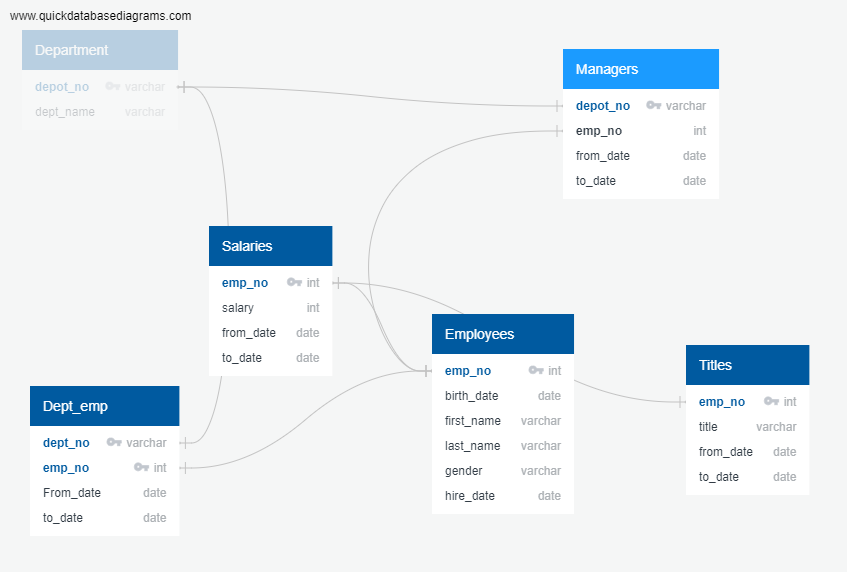 www.quickdatabasediagrams.com
Department
depot_no varchar
dept_name varchar
Managers
depot_no varchar
emp_no int
from_date date
to_date date
Salaries
emp_no int
salary int
from_date date
to_date date
Employees
emp_no int
birth_date date
first_name varchar
last_name varchar
gender varchar
hire_date date
Titles
emp_no int
title varchar
from_date date
to_date date
Dept_emp
dept_no varchar
emp_no int
From_date date
to_date date